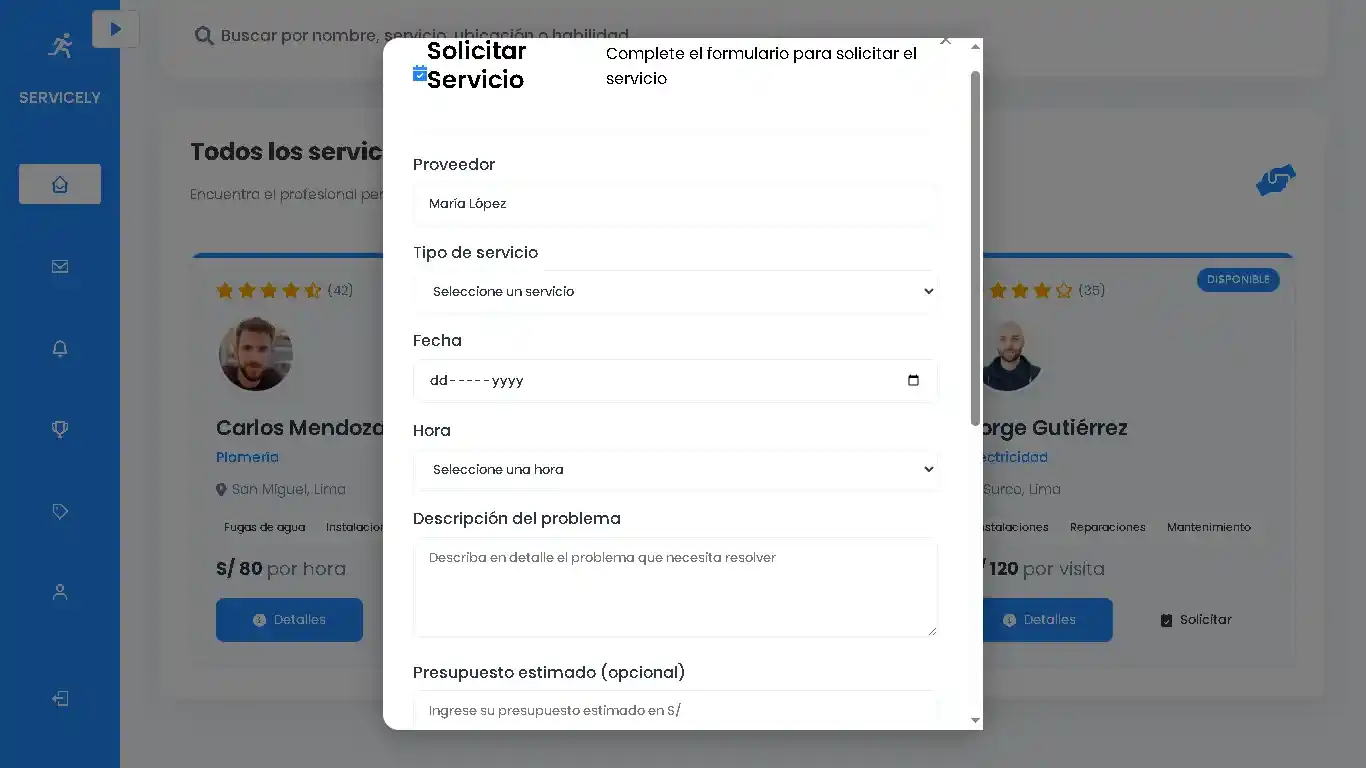 Buscar por nombre, servicio, ubicación o habilidad
SERVICELY
Solicitar
Servicio
Complete el formulario para solicitar el
servicio
Todos los servic
Encuentra el profesional per
Proveedor
María López
Tipo de servicio
Seleccione un servicio
Fecha
dd-----yyyy
Hora
Seleccione una hora
Descripción del problema
Describa en detalle el problema que necesita resolver
Presupuesto estimado (opcional)
Ingrese su presupuesto estimado en S/
(42)
Carlos Mendoza
Plomería
San Miguel, Lima
Fugas de agua Instalacion
S/ 80 por hora
Detalles
DISPONIBLE
(35)
orge Gutiérrez
ectricidad
Surco, Lima
stalaciones Reparaciones Mantenimiento
/ 120 por visita
Detalles Solicitar